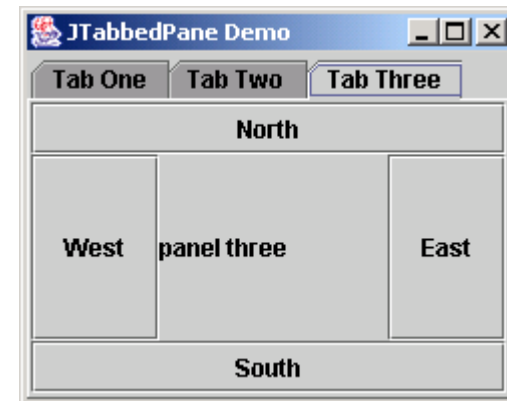 JTabbedPane Demo
Tab One Tab Two Tab Three
North
West panel three East
South